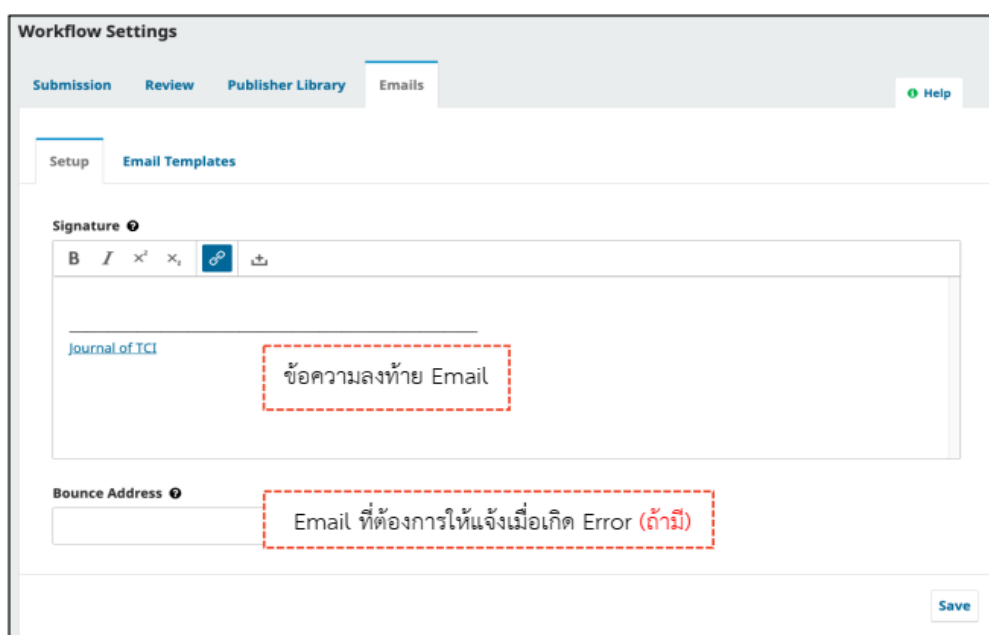 Workflow Settings
Submission Review Publisher Library Emails
Help
Setup Email Templates
Signature
B I x² x₁
Journal of TCI
ข้อความลงท้าย Email
Bounce Address
Email ที่ต้องการให้แจ้งเมื่อเกิด Error (ถ้ามี)
Save